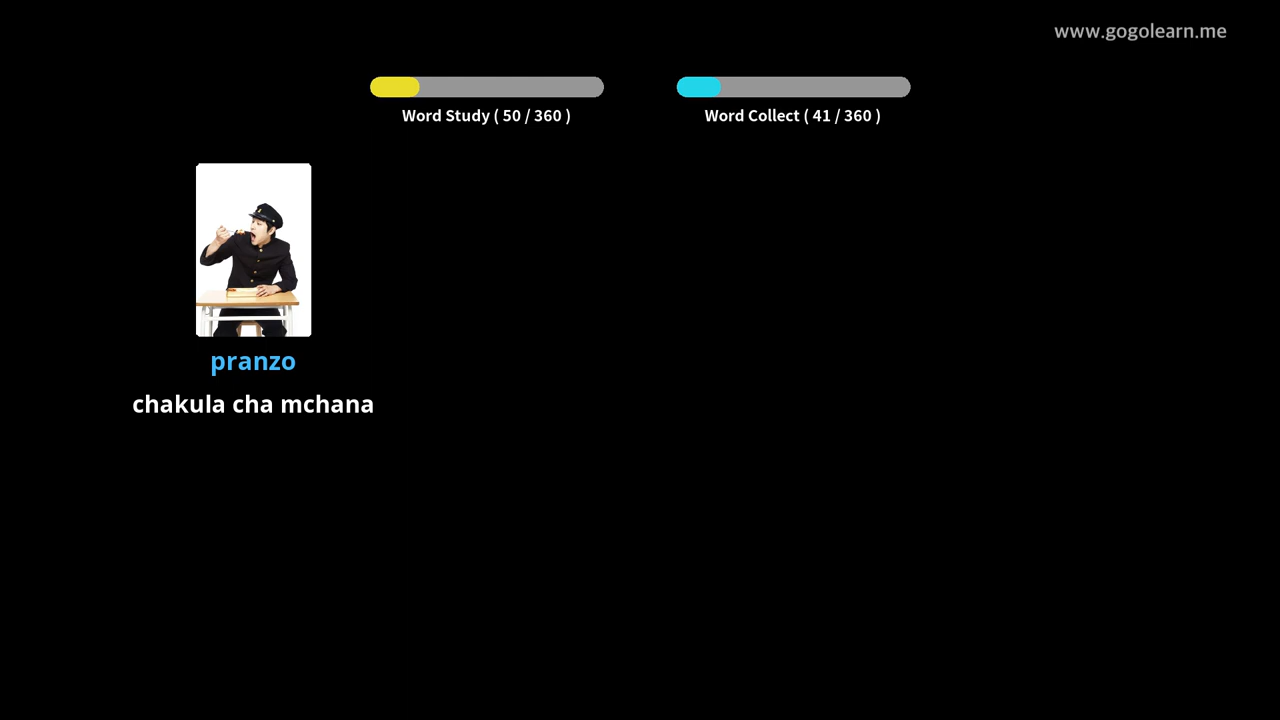 www.gogolearn.me
Word Study ( 50 / 360 )
Word Collect ( 41 / 360 )
pranzo
chakula cha mchana